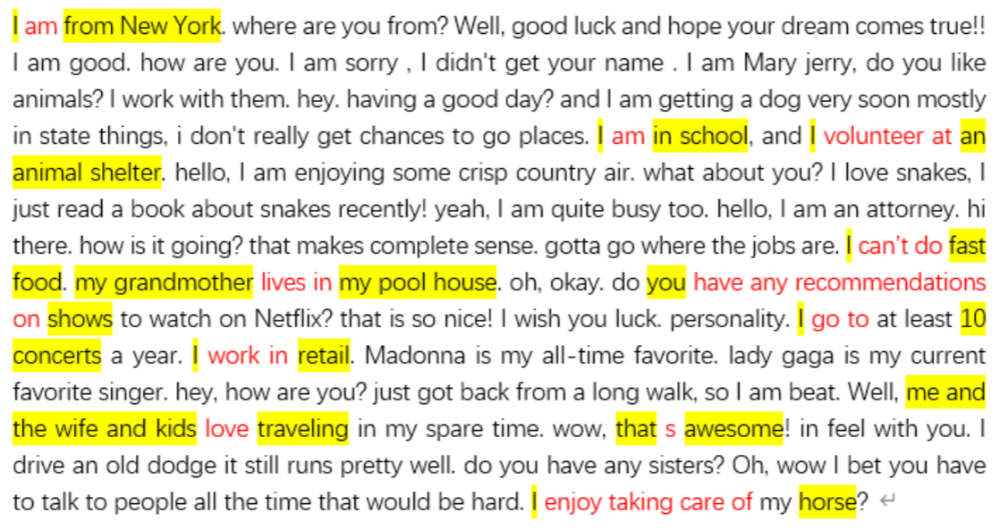 I am from New York. where are you from? Well, good luck and hope your dream comes true!!
I am good. how are you. I am sorry , I didn't get your name . I am Mary jerry, do you like
animals? I work with them. hey. having a good day? and I am getting a dog very soon mostly
in state things, i don't really get chances to go places. I am in school, and I volunteer at an
animal shelter. hello, I am enjoying some crisp country air. what about you? I love snakes, I
just read a book about snakes recently! yeah, I am quite busy too. hello, I am an attorney. hi
there. how is it going? that makes complete sense. gotta go where the jobs are. I can't do fast
food. my grandmother lives in my pool house. oh, okay. do you have any recommendations
on shows to watch on Netflix? that is so nice! I wish you luck. personality. I go to at least 10
concerts a year. I work in retail. Madonna is my all-time favorite. lady gaga is my current
favorite singer. hey, how are you? just got back from a long walk, so I am beat. Well, me and
the wife and kids love traveling in my spare time. wow, that s awesome! in feel with you. I
drive an old dodge it still runs pretty well. do you have any sisters? Oh, wow I bet you have
to talk to people all the time that would be hard. I enjoy taking care of my horse? ↵